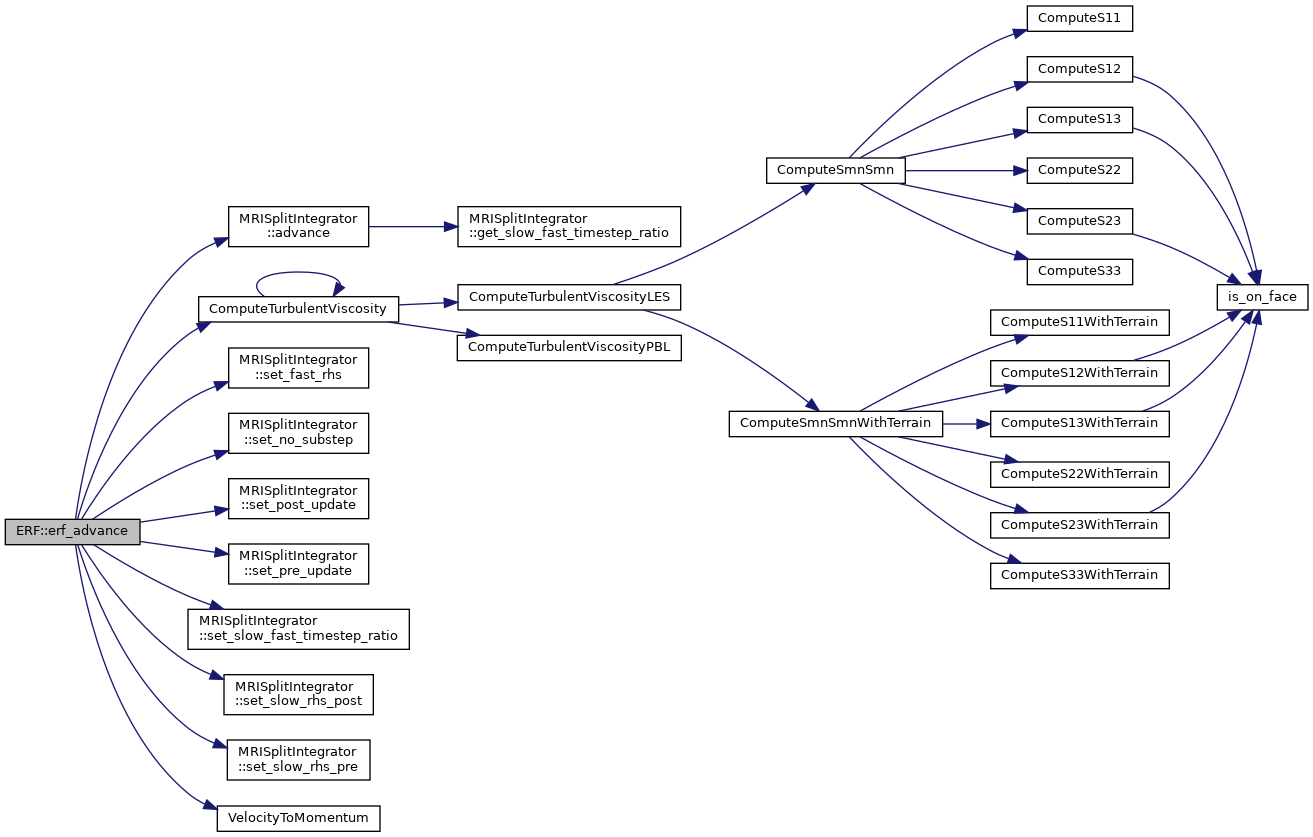 ComputeS11
ComputeS12
ComputeS13
ComputeSmnSmn
ComputeS22
MRISplitIntegrator
::advance
MRISplitIntegrator
::get_slow_fast_timestep_ratio
ComputeS23
ComputeS33
ComputeTurbulentViscosity
ComputeTurbulentViscosityLES
is_on_face
ComputeS11WithTerrain
ComputeTurbulentViscosityPBL
MRISplitIntegrator
::set_fast_rhs
ComputeS12WithTerrain
MRISplitIntegrator
::set_no_substep
ComputeSmnSmnWithTerrain
ComputeS13WithTerrain
ComputeS22WithTerrain
MRISplitIntegrator
::set_post_update
ERF::erf_advance
ComputeS23WithTerrain
MRISplitIntegrator
::set_pre_update
ComputeS33WithTerrain
MRISplitIntegrator
::set_slow_fast_timestep_ratio
MRISplitIntegrator
::set_slow_rhs_post
MRISplitIntegrator
::set_slow_rhs_pre
VelocityToMomentum